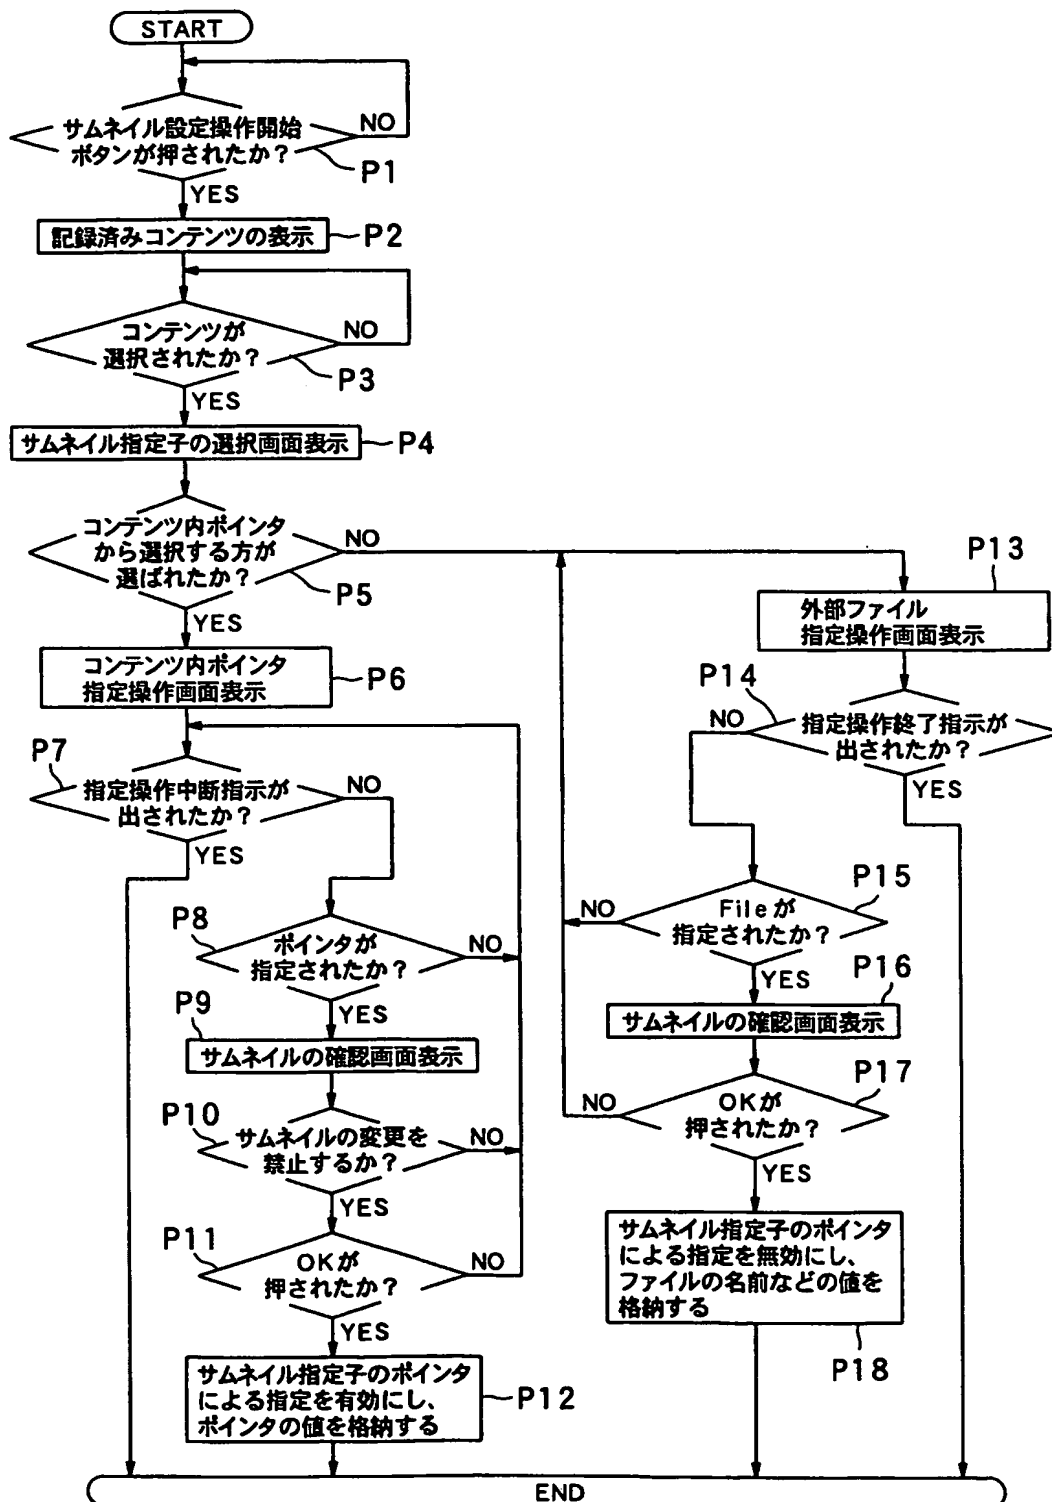 START
サムネイル設定操作開始
ボタンが押されたか？
NO
P1
YES
記録済みコンテンツの表示
P2
コンテンツが
選択されたか？
NO
P3
YES
サムネイル指定子の選択画面表示
P4
コンテンツ内ポインタ
から選択する方が
選ばれたか？
NO
P5
YES
コンテンツ内ポインタ
指定操作画面表示
P6
P7
指定操作中断指示が
出されたか？
NO
YES
P8
ポインタが
指定されたか？
NO
YES
P9
サムネイルの確認画面表示
P10
サムネイルの変更を
禁止するか？
NO
YES
P11
OKが
押されたか？
NO
YES
サムネイル指定子のポインタ
による指定を有効にし、
ポインタの値を格納する
P12
P13
外部ファイル
指定操作画面表示
P14
NO
指定操作終了指示が
出されたか？
YES
P15
NO
Fileが
指定されたか？
YES
P16
サムネイルの確認画面表示
P17
NO
OKが
押されたか？
YES
サムネイル指定子のポインタ
による指定を無効にし、
ファイルの名前などの値を
格納する
P18
END